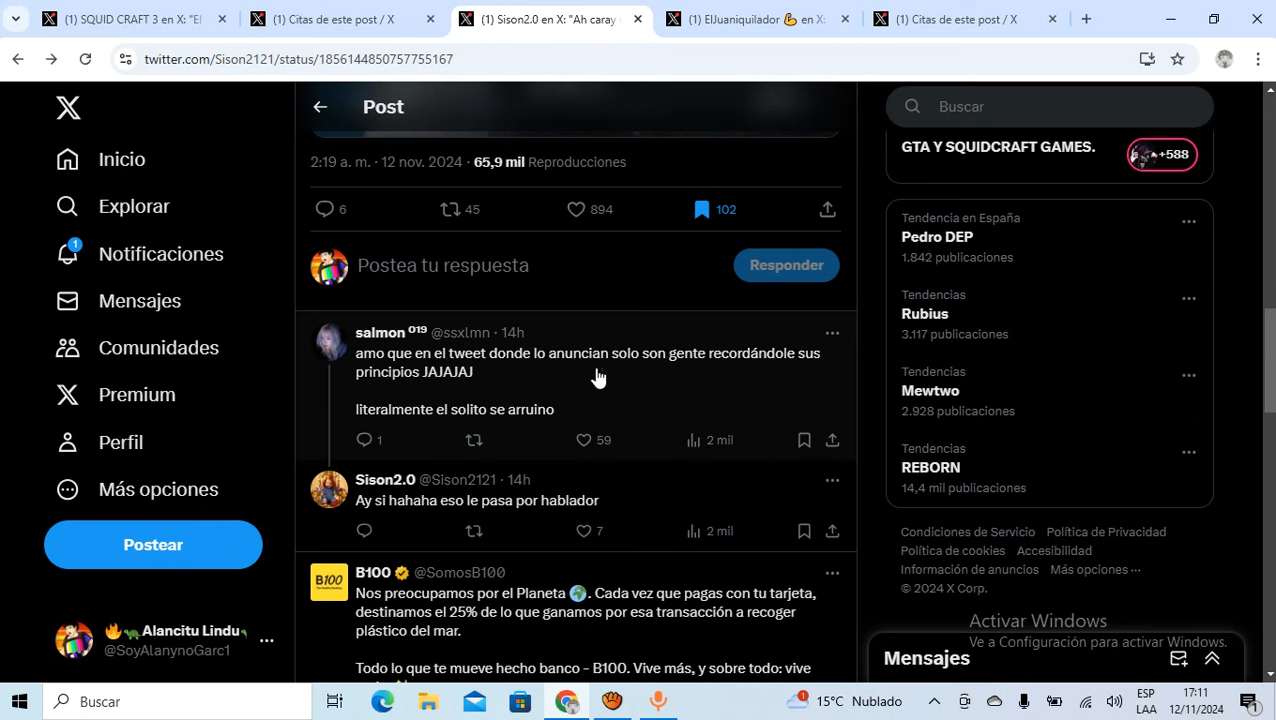 (1) SQUID CRAFT 3 en X: "El
(1) Citas de este post / X
(1) Sison2.0 en X: "Ah caray
(1) ElJuaniquilador 💪 en X:
(1) Citas de este post / X
twitter.com/Sison2121/status/1856144850757755167
Inicio
Explorar
1
Notificaciones
Mensajes
Comunidades
Premium
Perfil
Más opciones
Postear
🔥🦖Alancitu Lindu
@SoyAlanynoGarc1
Post
2:19 a. m. · 12 nov. 2024 · 65,9 mil Reproducciones
6 45 894 102
Postea tu respuesta
Responder
salmon ⁰¹⁹ @ssxlmn · 14h
amo que en el tweet donde lo anuncian solo son gente recordándole sus
principios JAJAJAJ
literalmente el solito se arruino
1 59 2 mil
Sison2.0 @Sison2121 · 14h
Ay si hahaha eso le pasa por hablador
7 2 mil
B100
B100 @SomosB100
Nos preocupamos por el Planeta 🌍. Cada vez que pagas con tu tarjeta,
destinamos el 25% de lo que ganamos por esa transacción a recoger
plástico del mar.
Todo lo que te mueve hecho banco - B100. Vive más, y sobre todo: vive
Buscar
GTA Y SQUIDCRAFT GAMES.
+588
Tendencia en España
Pedro DEP
1.842 publicaciones
Tendencias
Rubius
3.117 publicaciones
Tendencias
Mewtwo
2.928 publicaciones
Tendencias
REBORN
14,4 mil publicaciones
Condiciones de Servicio Política de Privacidad
Política de cookies Accesibilidad
Información de anuncios Más opciones ···
© 2024 X Corp.
Activar Windows
Ve a Configuración para activar Windows.
Mensajes
Buscar
1
15°C Nublado
ESP
LAA
17:11
12/11/2024
1